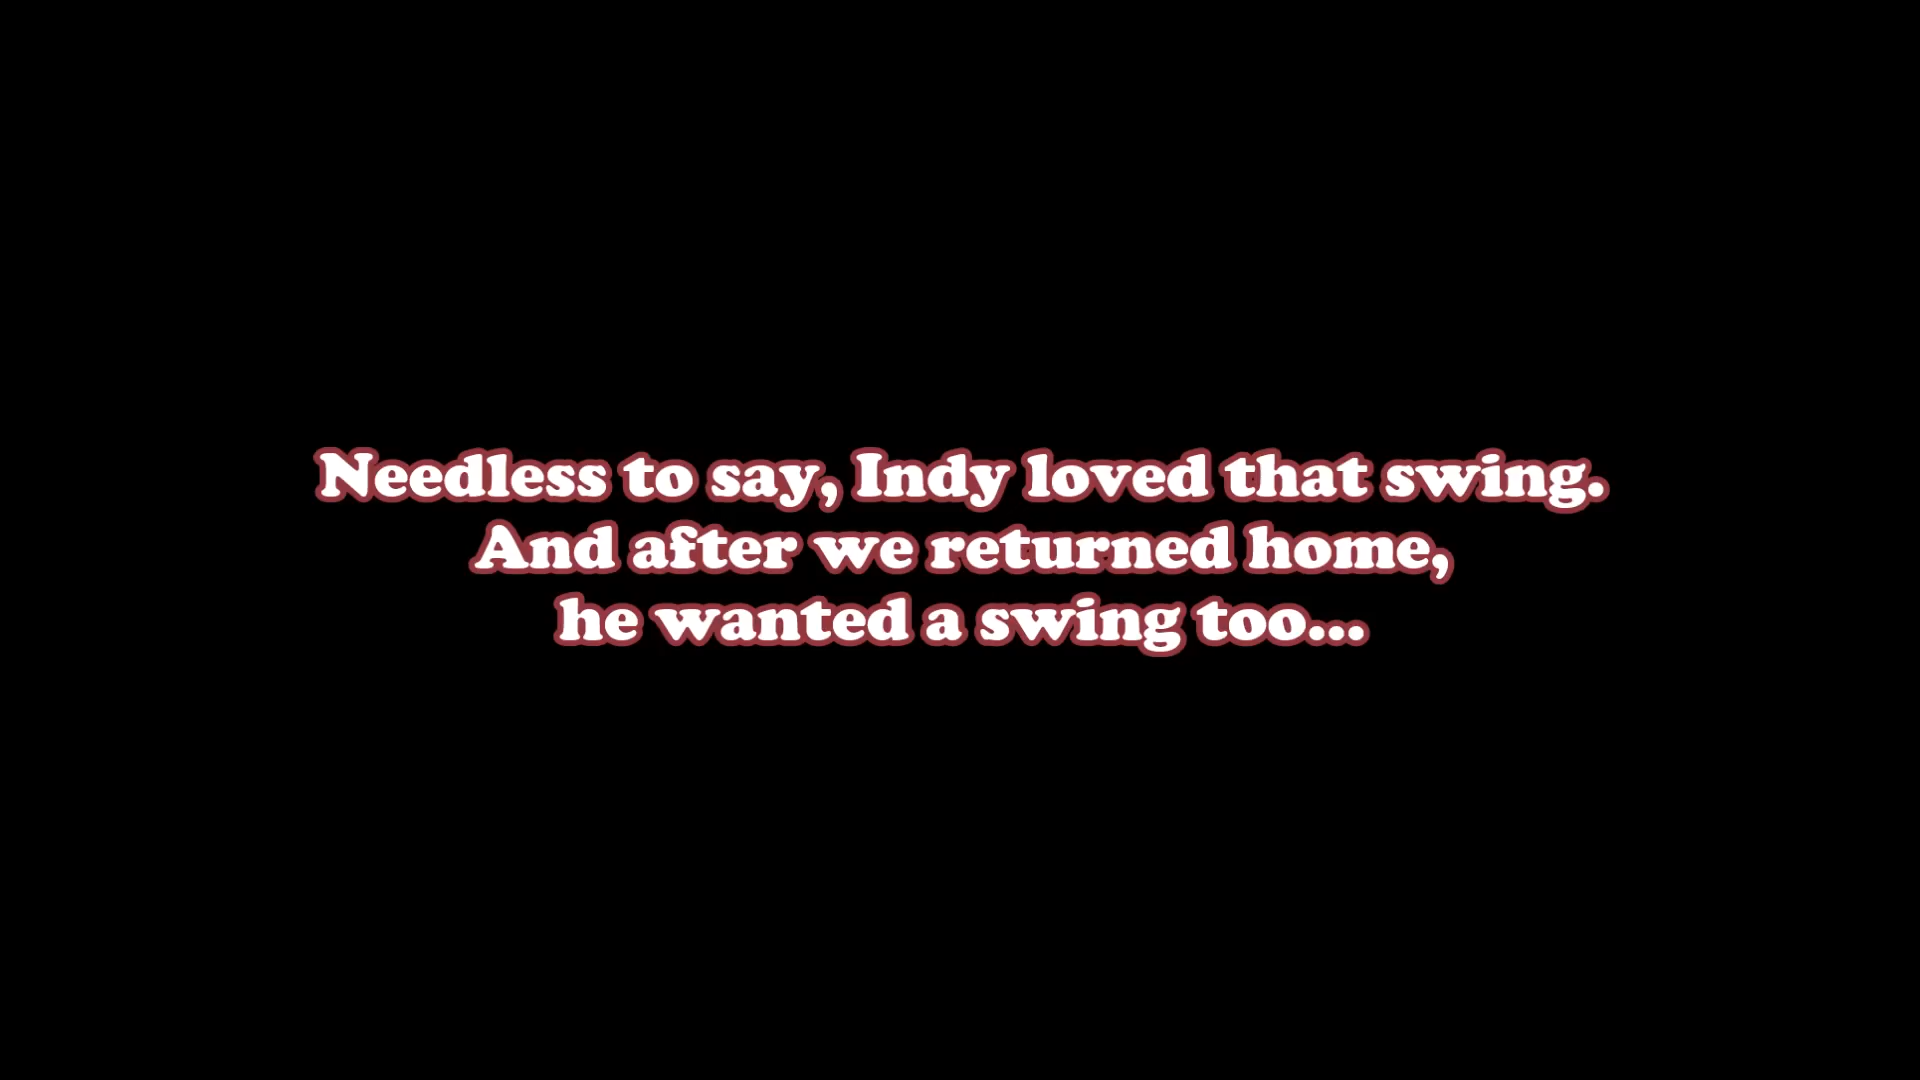 Needless to say, Indy loved that swing.
And after we returned home,
he wanted a swing too...